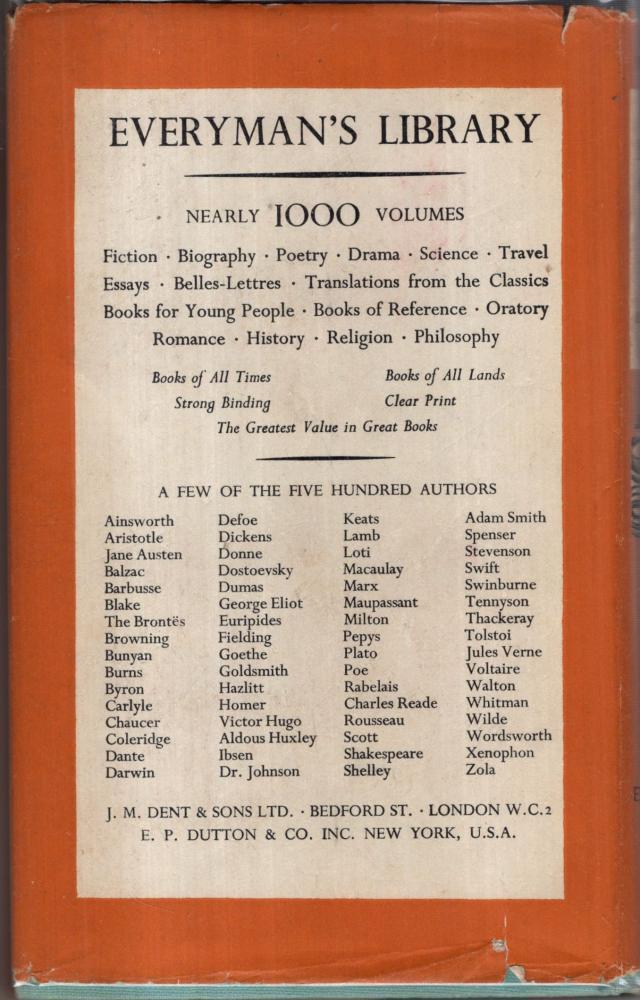 EVERYMAN'S LIBRARY
NEARLY 1000 VOLUMES
Fiction · Biography · Poetry · Drama · Science · Travel
Essays · Belles-Lettres · Translations from the Classics
Books for Young People · Books of Reference · Oratory
Romance · History · Religion · Philosophy
Books of All Times Books of All Lands
Strong Binding Clear Print
The Greatest Value in Great Books
A FEW OF THE FIVE HUNDRED AUTHORS
Ainsworth
Aristotle
Jane Austen
Balzac
Barbusse
Blake
The Brontës
Browning
Bunyan
Burns
Byron
Carlyle
Chaucer
Coleridge
Dante
Darwin
Defoe
Dickens
Donne
Dostoevsky
Dumas
George Eliot
Euripides
Fielding
Goethe
Goldsmith
Hazlitt
Homer
Victor Hugo
Aldous Huxley
Ibsen
Dr. Johnson
Keats
Lamb
Loti
Macaulay
Marx
Maupassant
Milton
Pepys
Plato
Poe
Rabelais
Charles Reade
Rousseau
Scott
Shakespeare
Shelley
Adam Smith
Spenser
Stevenson
Swift
Swinburne
Tennyson
Thackeray
Tolstoi
Jules Verne
Voltaire
Walton
Whitman
Wilde
Wordsworth
Xenophon
Zola
J. M. DENT & SONS LTD. · BEDFORD ST. · LONDON W.C.2
E. P. DUTTON & CO. INC. NEW YORK, U.S.A.